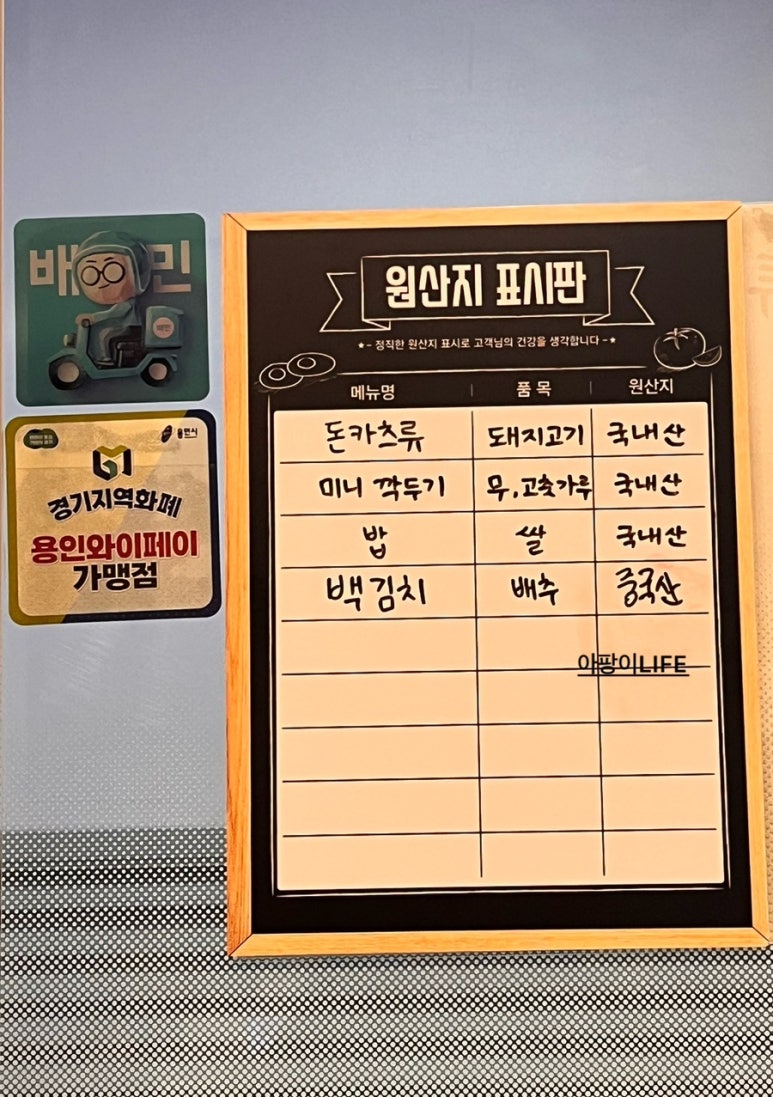 배민
용인시
경기지역화폐
용인와이페이
가맹점
원산지 표시판
- 정직한 원산지 표시로 고객님의 건강을 생각합니다 -
메뉴명 품목 원산지
돈카츠류 돼지고기 국내산
미니 깍두기 무,고춧가루 국내산
밥 쌀 국내산
백김치 배추 중국산
아팡이LIFE